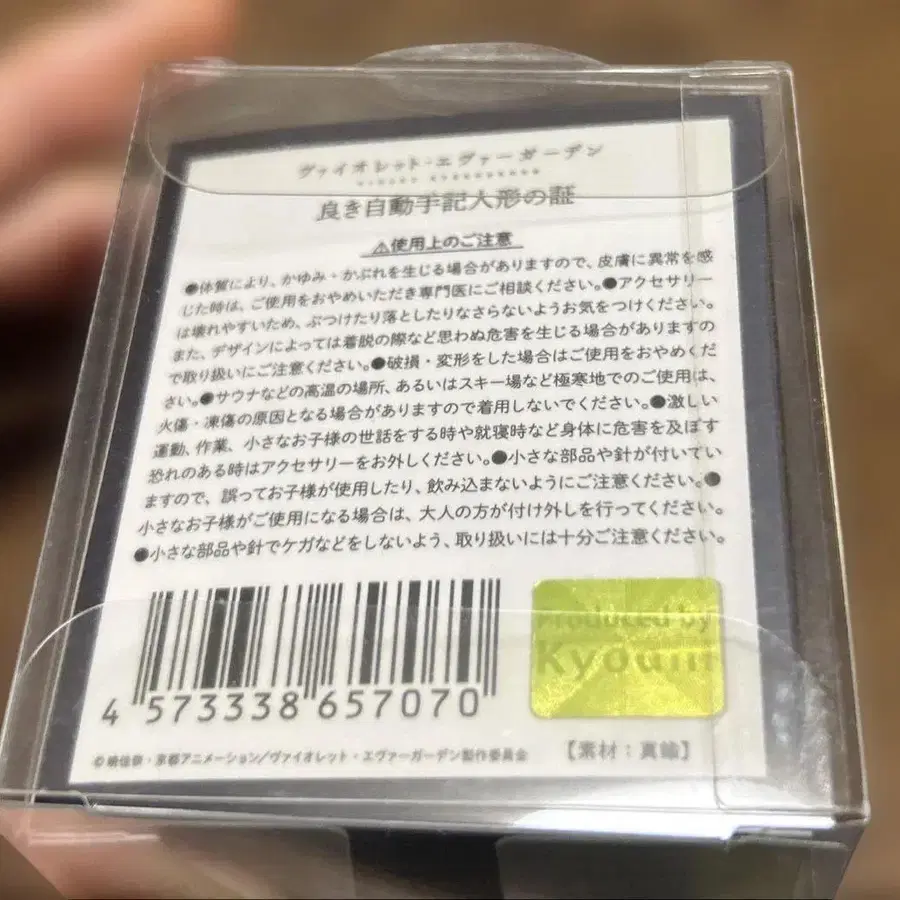 ヴァイオレット・エヴァーガーデン
VIOLET EVERGARDEN
良き自動手記人形の証
⚠使用上のご注意
●体質により、かゆみ・かぶれを生じる場合がありますので、皮膚に異常を感
じた時は、ご使用をおやめいただき専門医にご相談ください。●アクセサリー
は壊れやすいため、ぶつけたり落としたりなさらないようお気をつけください。
また、デザインによっては着脱の際など思わぬ危害を生じる場合がありますの
で取り扱いにご注意ください。●破損・変形をした場合はご使用をおやめくだ
さい。●サウナなどの高温の場所、あるいはスキー場など極寒地でのご使用は、
火傷・凍傷の原因となる場合がありますので着用しないでください。●激しい
運動、作業、小さなお子様の世話をする時や就寝時など身体に危害を及ぼす
恐れのある時はアクセサリーをお外しください。●小さな部品や針が付いてい
ますので、誤ってお子様が使用したり、飲み込まないようにご注意ください。●
小さなお子様がご使用になる場合は、大人の方が付け外しを行ってください。
●小さな部品や針でケガなどをしないよう、取り扱いには十分ご注意ください。
Produced by
KyoAni
4 573338 657070
©暁佳奈・京都アニメーション/ヴァイオレット・エヴァーガーデン製作委員会
【素材：真鍮】